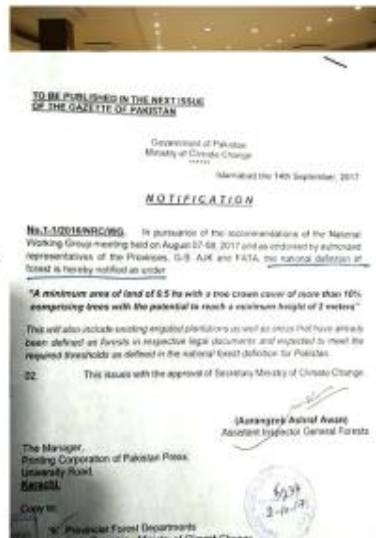 TO BE PUBLISHED IN THE NEXT ISSUE
OF THE GAZETTE OF PAKISTAN
Government of Pakistan
Ministry of Climate Change
******
Islamabad the 14th September, 2017
NOTIFICATION
No.1-1/2016/NRC/WG. In pursuance of the recommendations of the National
Working Group meeting held on August 07-08, 2017 and as endorsed by authorized
representatives of the Provinces, G-B, AJK and FATA, the national definition of
forest is hereby notified as under
"A minimum area of land of 0.5 ha with a tree crown cover of more than 10%
comprising trees with the potential to reach a minimum height of 2 meters"
This will also include existing irrigated plantations as well as areas that have already
been defined as forests in respective legal documents and expected to meet the
required thresholds as defined in the national forest definition for Pakistan.
02. This issues with the approval of Secretary Ministry of Climate Change.
(Aurangzeb Ashraf Awan)
Assistant Inspector General Forests
The Manager,
Printing Corporation of Pakistan Press,
University Road,
Karachi.
Copy to:
Provincial Forest Departments
Ministry of Climate Change